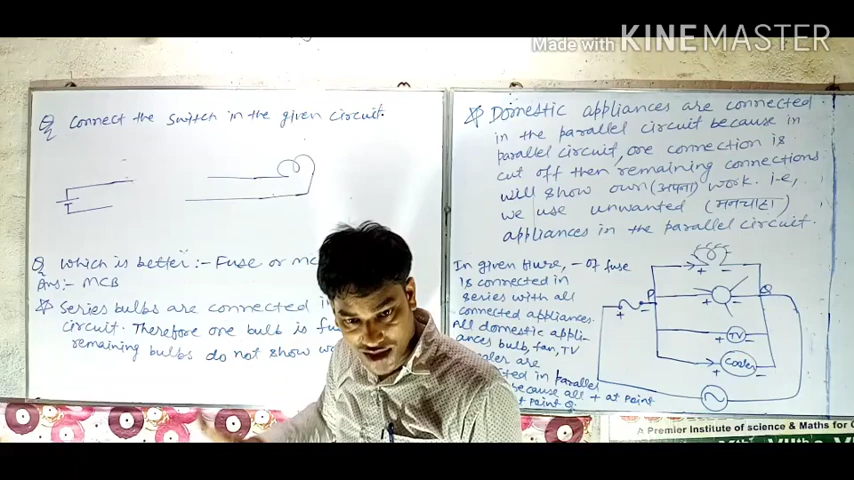 Made with KINEMASTER
Q Connect the switch in the given circuit.
Q Which is better :- Fuse or MC
Ans:- MCB
Series bulbs are connected i
circuit. Therefore one bulb is fu
remaining bulbs do not show w
Domestic appliances are connected
in the parallel circuit because in
parallel circuit, one connection is
cut off then remaining connections
will show own (अपना) work. i.e,
we use unwanted (मनचाहा)
appliances in the parallel circuit.
In given - of fuse
is connected in
series with all
connected appliances.
All domestic appli-
ances bulb, fan, TV
are
in parallel
because all + at point
t Point Q.
P
Q
TV
Cooler
A Premier Institute of science & Maths for